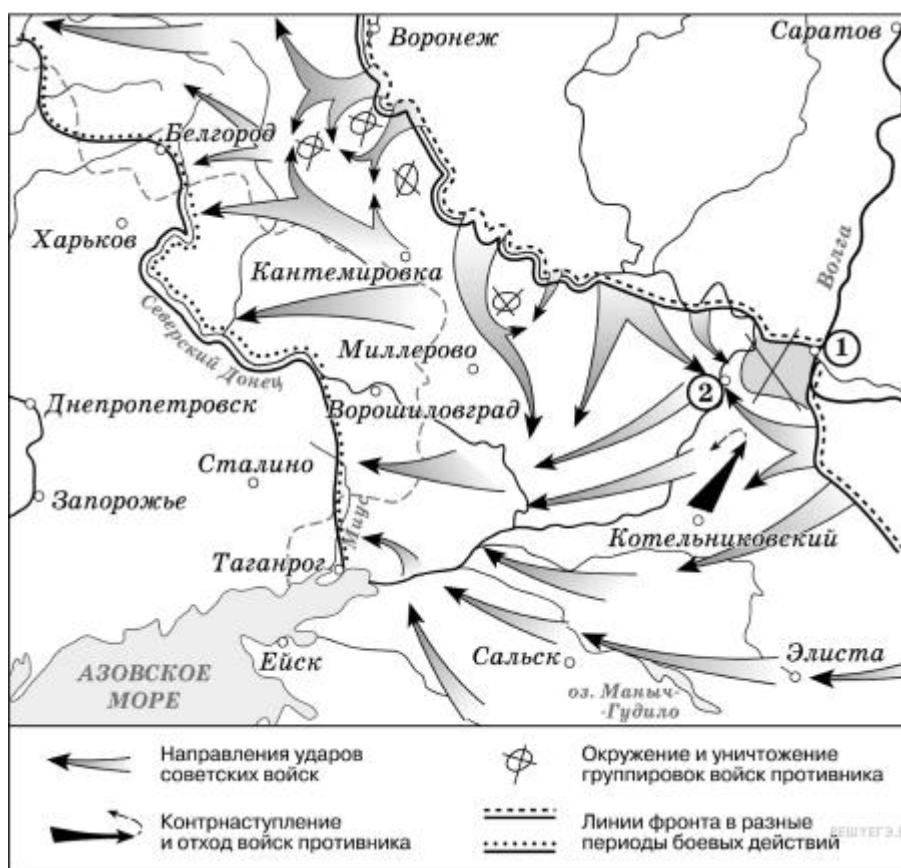 Воронеж
Саратов
Белгород
Харьков
Волга
Кантемировка
Северский Донец
Миллерово
1
2
Днепропетровск
Ворошиловград
Сталино
Запорожье
Миус
Котельниковский
Таганрог
АЗОВСКОЕ
МОРЕ
Ейск
Сальск
Элиста
оз. Маныч-
-Гудило
Направления ударов
советских войск
Окружение и уничтожение
группировок войск противника
Контрнаступление
и отход войск противника
Линии фронта в разные
периоды боевых действий